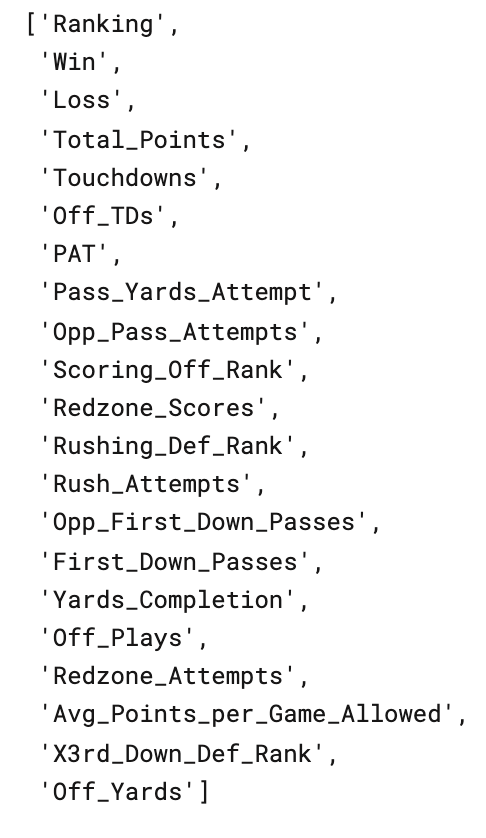 ['Ranking',
 'Win',
 'Loss',
 'Total_Points',
 'Touchdowns',
 'Off_TDs',
 'PAT',
 'Pass_Yards_Attempt',
 'Opp_Pass_Attempts',
 'Scoring_Off_Rank',
 'Redzone_Scores',
 'Rushing_Def_Rank',
 'Rush_Attempts',
 'Opp_First_Down_Passes',
 'First_Down_Passes',
 'Yards_Completion',
 'Off_Plays',
 'Redzone_Attempts',
 'Avg_Points_per_Game_Allowed',
 'X3rd_Down_Def_Rank',
 'Off_Yards']